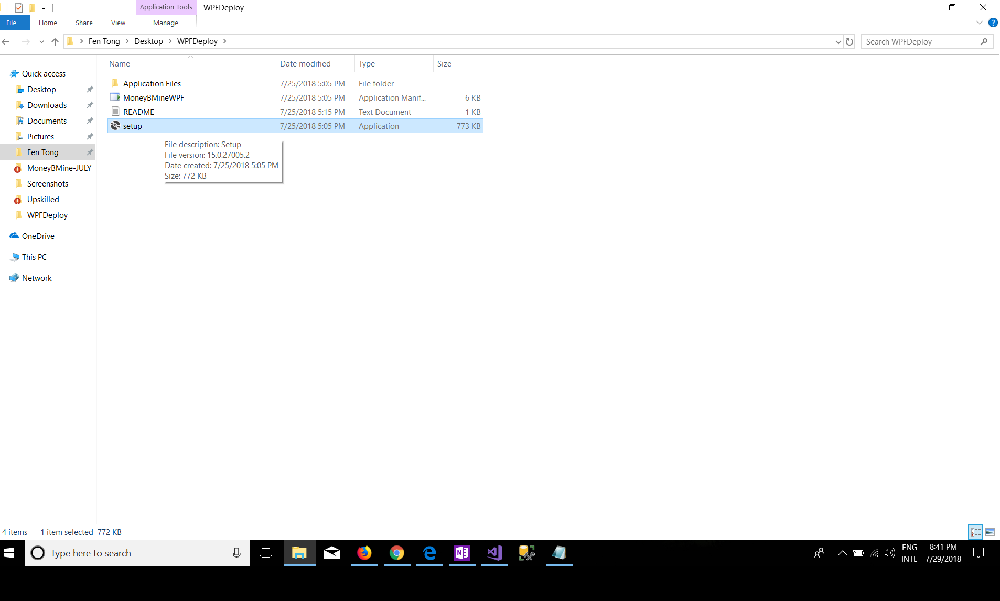 Application Tools WPFDeploy
File Home Share View Manage
Fen Tong Desktop WPFDeploy Search WPFDeploy
Name Date modified Type Size
Quick access
Desktop
Downloads
Documents
Pictures
Fen Tong
MoneyBMine-JULY
Screenshots
Upskilled
WPFDeploy
OneDrive
This PC
Network
Application Files 7/25/2018 5:05 PM File folder
MoneyBMineWPF 7/25/2018 5:05 PM Application Manif... 6 KB
README 7/25/2018 5:15 PM Text Document 1 KB
setup 7/25/2018 5:05 PM Application 773 KB
File description: Setup
File version: 15.0.27005.2
Date created: 7/25/2018 5:05 PM
Size: 772 KB
4 items 1 item selected 772 KB
Type here to search
ENG
INTL
8:41 PM
7/29/2018